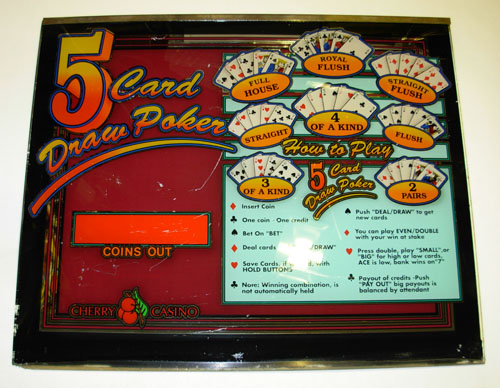 5 Card
Draw Poker
ROYAL
FLUSH
FULL
HOUSE
STRAIGHT
FLUSH
STRAIGHT
4
OF A KIND
FLUSH
How to Play
3
OF A KIND
5 Card
Draw Poker
2
PAIRS
Insert Coin
One coin - One credit
Bet On "BET"
Deal cards /DRAW"
Save Cards, if with
HOLD BUTTONS
Note: Winning combination, is
not automatically held
Push "DEAL/DRAW" to get
new cards
You can play EVEN/DOUBLE
with your win at stake
Press double, play "SMALL" or
"BIG" for high or low cards,
ACE is law, bank wins on "7"
Payout of credits -Push
"PAY OUT" big payouts is
balanced by attendant
COINS OUT
CHERRY CASINO